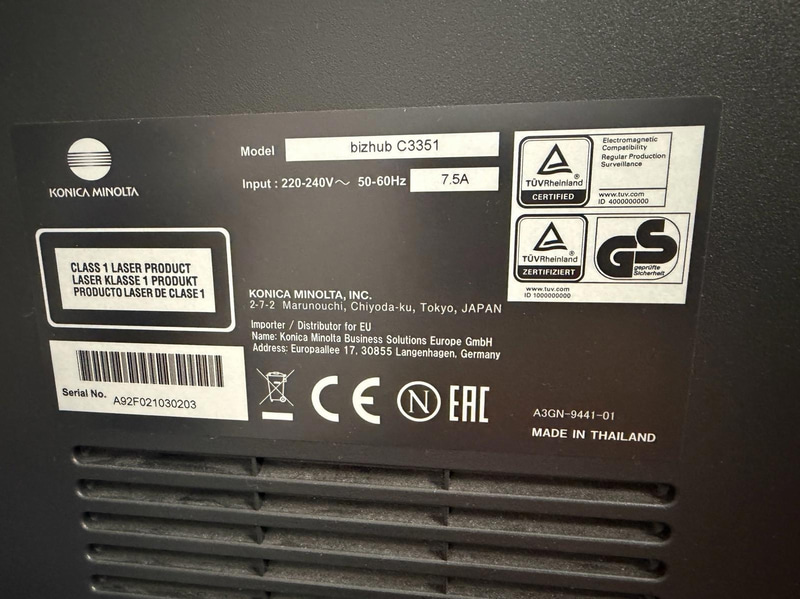 KONICA MINOLTA
Model bizhub C3351
Input : 220-240V～ 50-60Hz 7.5A
CLASS 1 LASER PRODUCT
LASER KLASSE 1 PRODUKT
PRODUCTO LASER DE CLASE 1
Serial No. A92F021030203
KONICA MINOLTA, INC.
2-7-2 Marunouchi, Chiyoda-ku, Tokyo, JAPAN
Importer / Distributor for EU
Name: Konica Minolta Business Solutions Europe GmbH
Address: Europaallee 17, 30855 Langenhagen, Germany
CE N EAC
TÜVRheinland
CERTIFIED
Electromagnetic
Compatibility
Regular Production
Surveillance
www.tuv.com
ID 4000000000
TÜVRheinland
ZERTIFIZIERT
www.tuv.com
ID 1000000000
GS
geprüfte
Sicherheit
A3GN-9441-01
MADE IN THAILAND